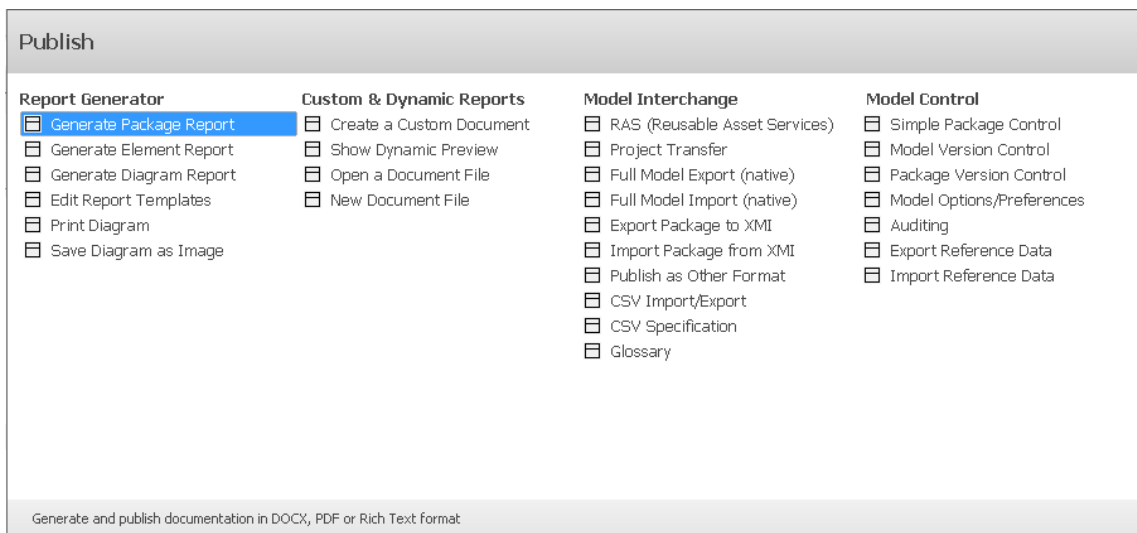 Publish
Report Generator
Generate Package Report
Generate Element Report
Generate Diagram Report
Edit Report Templates
Print Diagram
Save Diagram as Image
Custom & Dynamic Reports
Create a Custom Document
Show Dynamic Preview
Open a Document File
New Document File
Model Interchange
RAS (Reusable Asset Services)
Project Transfer
Full Model Export (native)
Full Model Import (native)
Export Package to XMI
Import Package from XMI
Publish as Other Format
CSV Import/Export
CSV Specification
Glossary
Model Control
Simple Package Control
Model Version Control
Package Version Control
Model Options/Preferences
Auditing
Export Reference Data
Import Reference Data
Generate and publish documentation in DOCX, PDF or Rich Text format